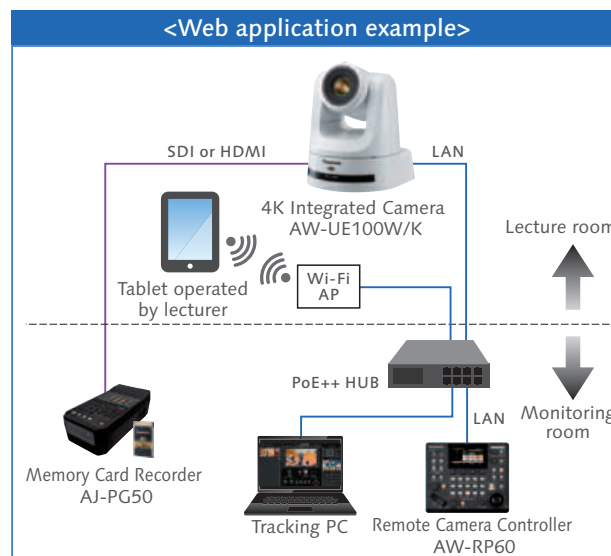 <Web application example>
SDI or HDMI
LAN
4K Integrated Camera
AW-UE100W/K
Lecture room
Tablet operated
by lecturer
Wi-Fi
AP
PoE++ HUB
LAN
Monitoring
room
Memory Card Recorder
AJ-PG50
Tracking PC
Remote Camera Controller
AW-RP60